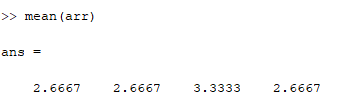 >> mean(arr)
ans =
2.6667 2.6667 3.3333 2.6667